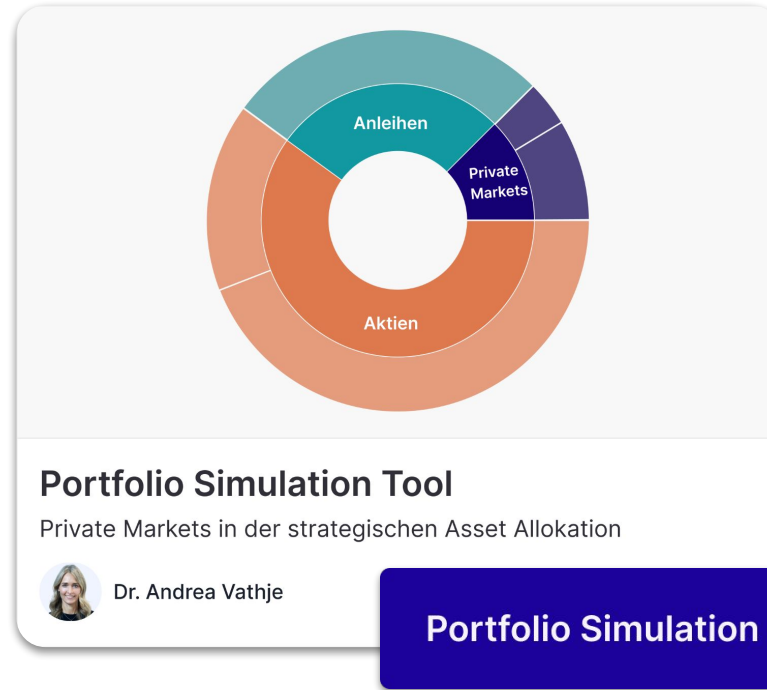 Anleihen
Private
Markets
Aktien
Portfolio Simulation Tool
Private Markets in der strategischen Asset Allokation
Dr. Andrea Vathje
Portfolio Simulation